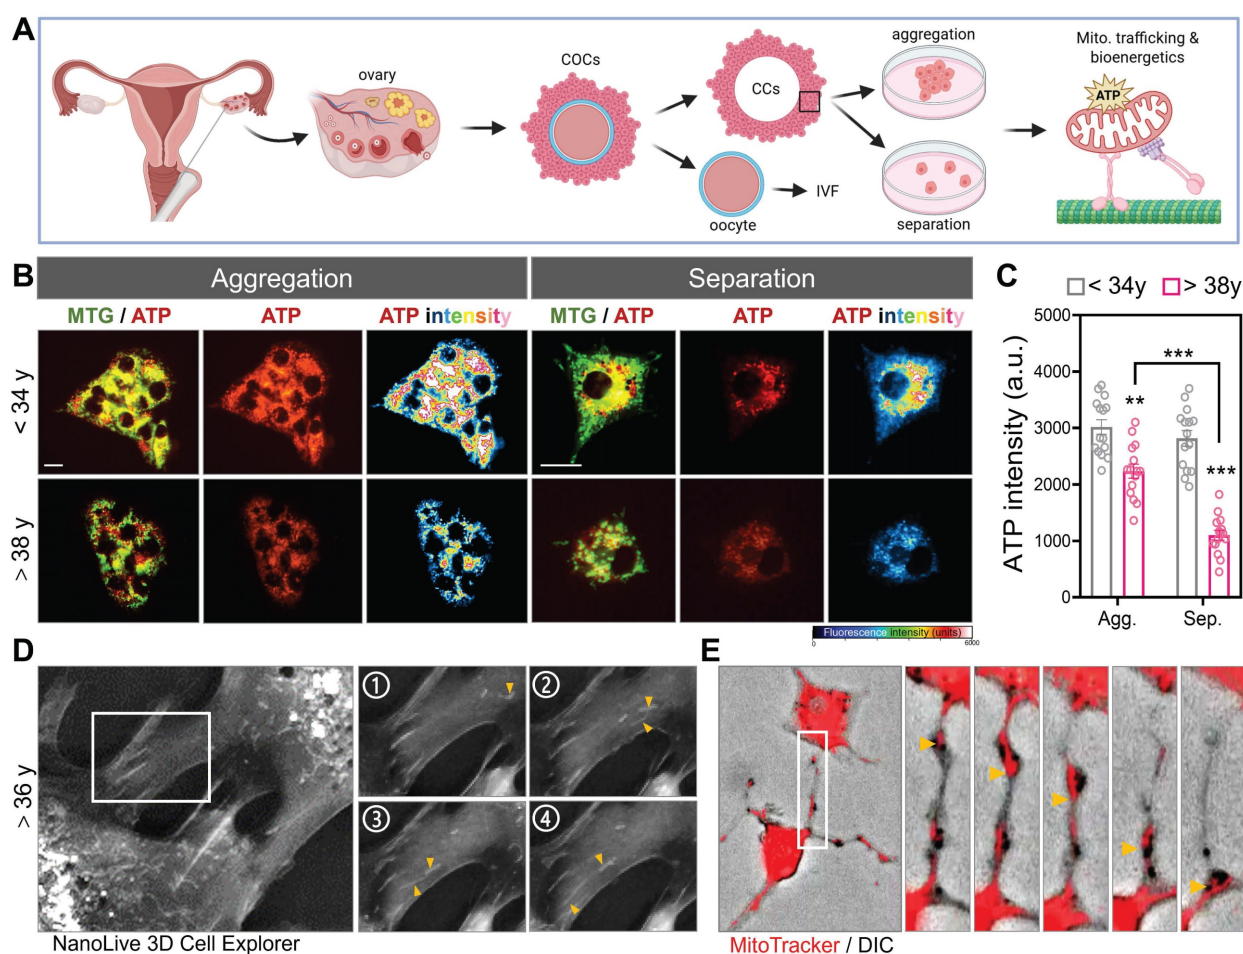 A
ovary
COCs
CCs
oocyte
IVF
aggregation
separation
Mito. trafficking &
bioenergetics
ATP
B
Aggregation
Separation
MTG / ATP
ATP
ATP intensity
MTG / ATP
ATP
ATP intensity
< 34 y
> 38 y
Fluorescence intensity (units)
0
6000
C
< 34y
> 38y
ATP intensity (a.u.)
5000
4000
3000
2000
1000
0
***
**
***
Agg.
Sep.
D
> 36 y
1
2
3
4
NanoLive 3D Cell Explorer
E
MitoTracker / DIC